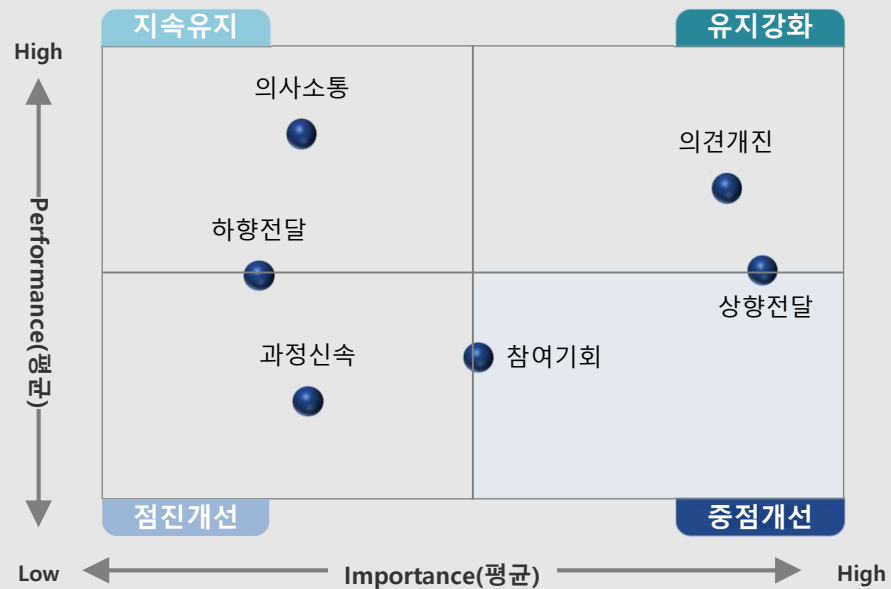 지속유지
유지강화
High
의사소통
의견개진
하향전달
Performance(평균)
상향전달
과정신속
참여기회
점진개선
중점개선
Low
Importance(평균)
High